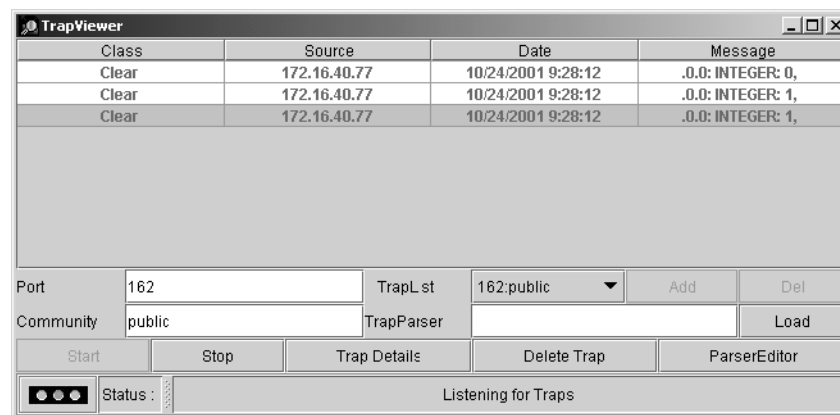 TrapViewer
Class Source Date Message
Clear 172.16.40.77 10/24/2001 9:28:12 .0.0: INTEGER: 0,
Clear 172.16.40.77 10/24/2001 9:28:12 .0.0: INTEGER: 1,
Clear 172.16.40.77 10/24/2001 9:28:12 .0.0: INTEGER: 1,
Port 162 TrapList 162:public Add Del
Community public TrapParser Load
Start Stop Trap Details Delete Trap ParserEditor
Status : Listening for Traps